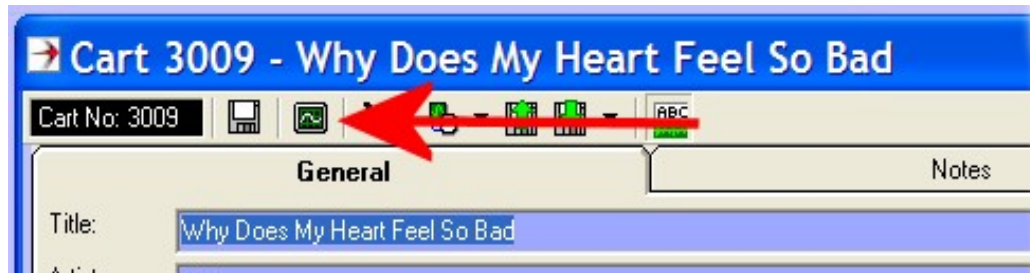 Cart 3009 - Why Does My Heart Feel So Bad
Cart No: 3009
ABC
General Notes
Title: Why Does My Heart Feel So Bad